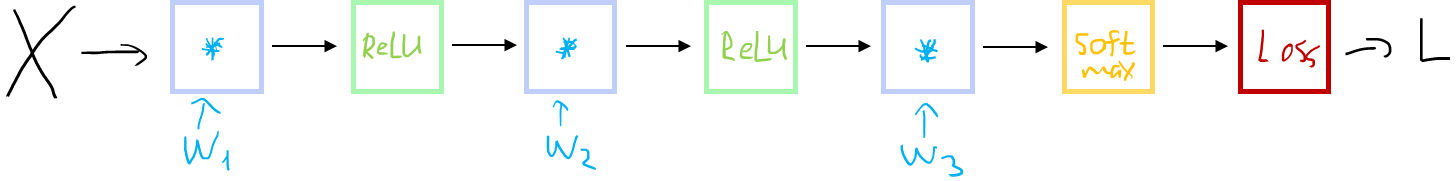 X * ReLU * ReLU * Soft max Loss L
W1 W2 W3